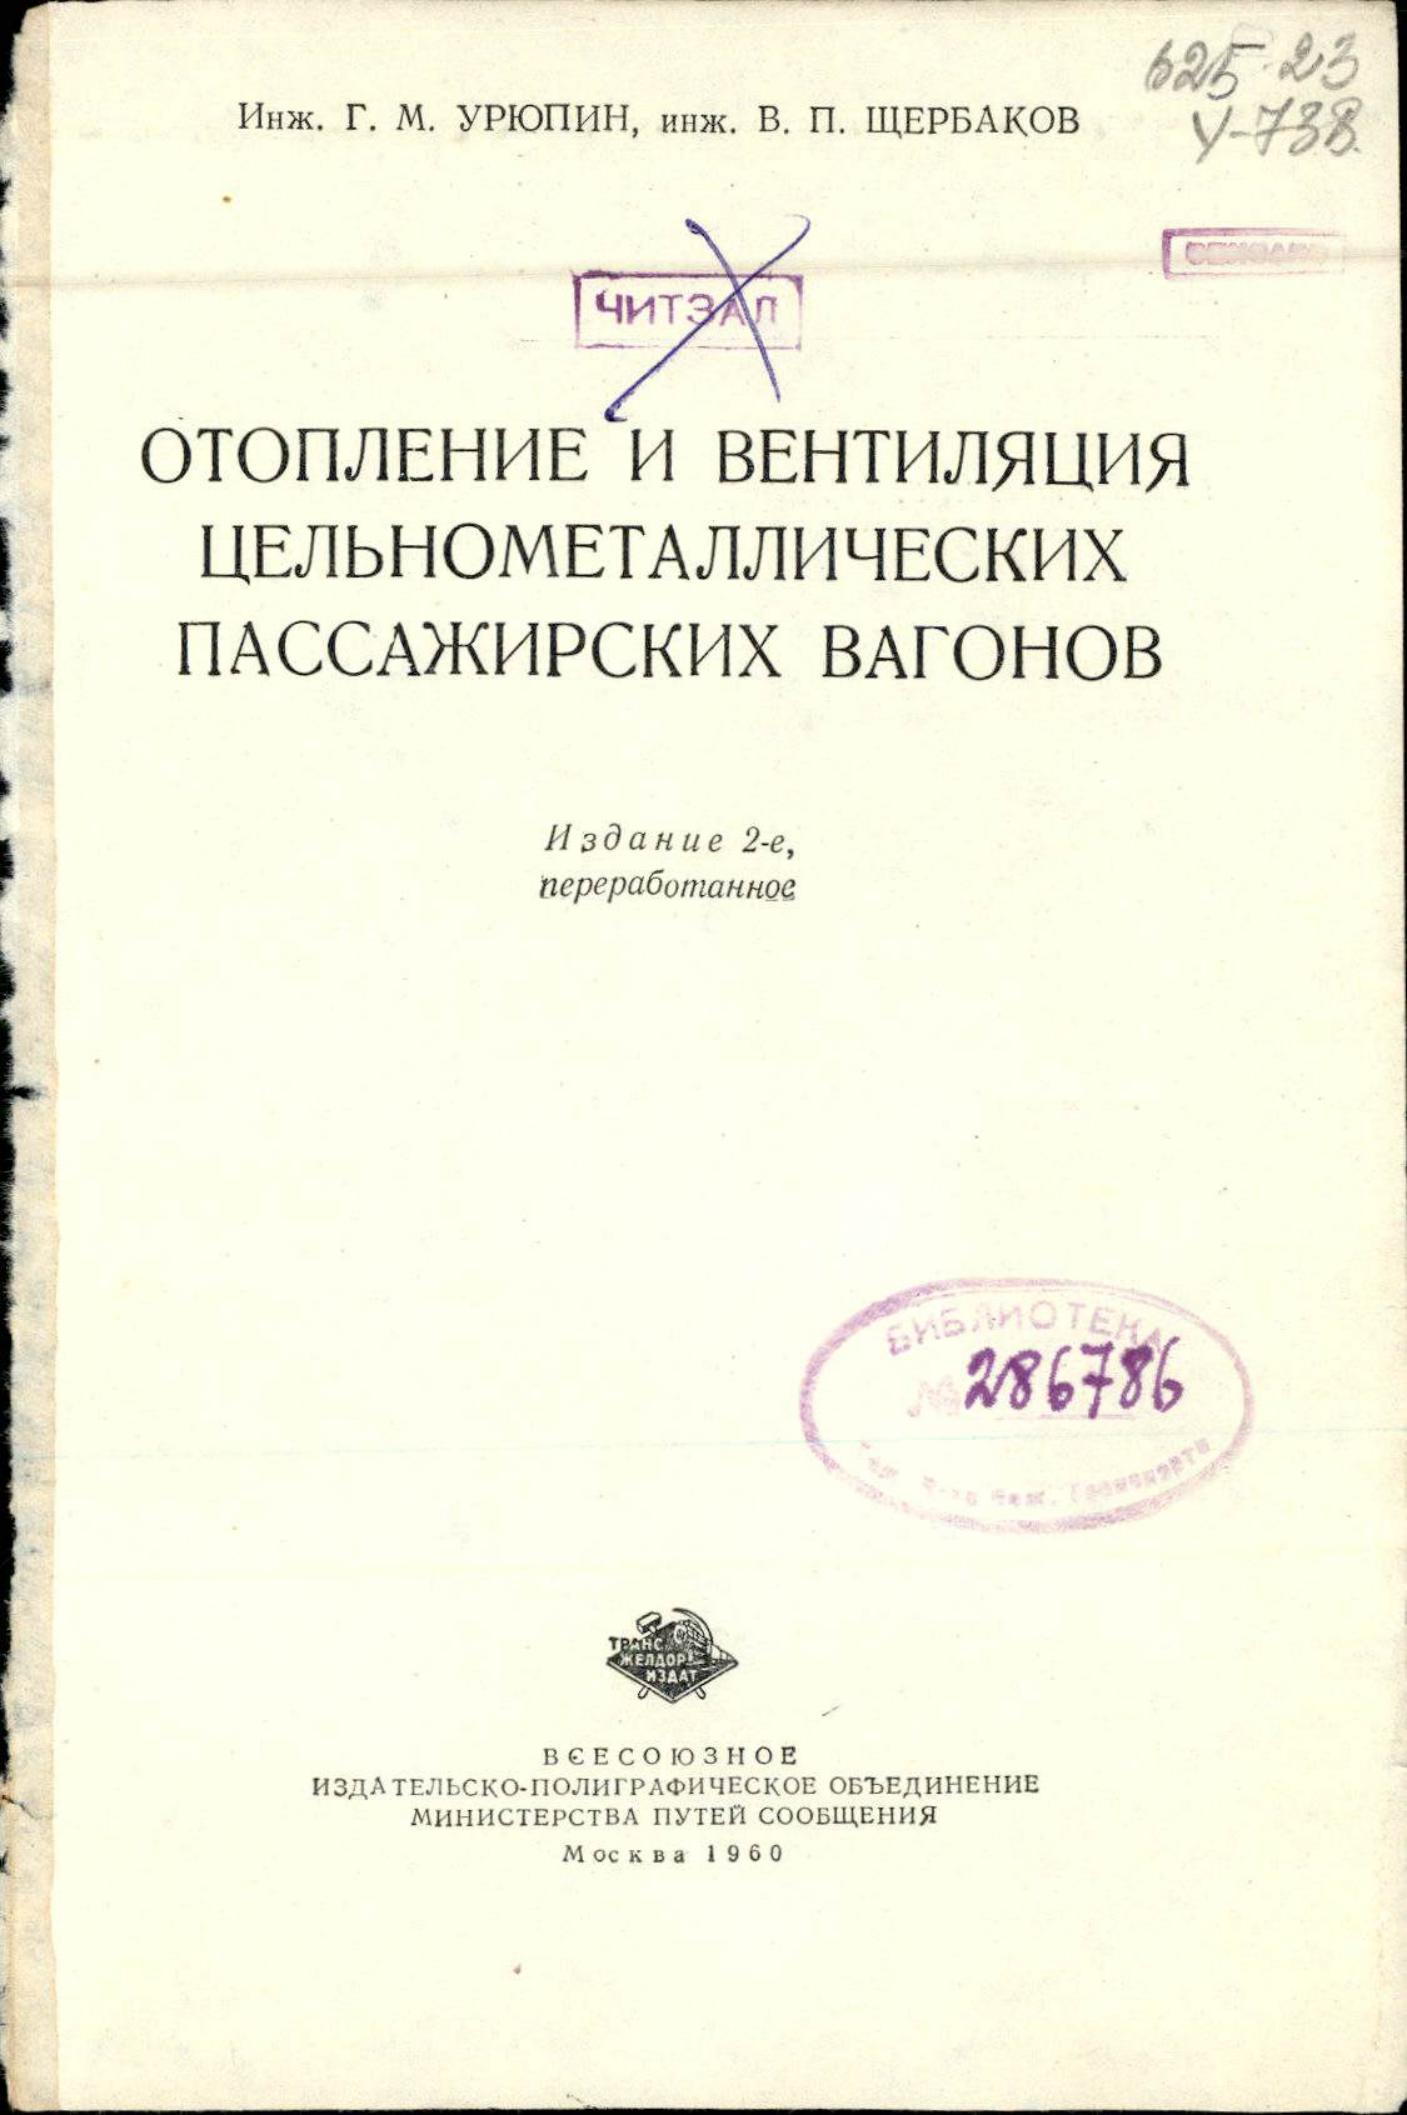 625.23
У-738.
Инж. Г. М. УРЮПИН, инж. В. П. ЩЕРБАКОВ
ЧИТЗАЛ
ОТОПЛЕНИЕ И ВЕНТИЛЯЦИЯ
ЦЕЛЬНОМЕТАЛЛИЧЕСКИХ
ПАССАЖИРСКИХ ВАГОНОВ
Издание 2-е,
переработанное
БИБЛИОТЕКА
№ 286786
ТРАНС
ЖЕЛДОР
ИЗДАТ
ВСЕСОЮЗНОЕ
ИЗДАТЕЛЬСКО-ПОЛИГРАФИЧЕСКОЕ ОБЪЕДИНЕНИЕ
МИНИСТЕРСТВА ПУТЕЙ СООБЩЕНИЯ
Москва 1960